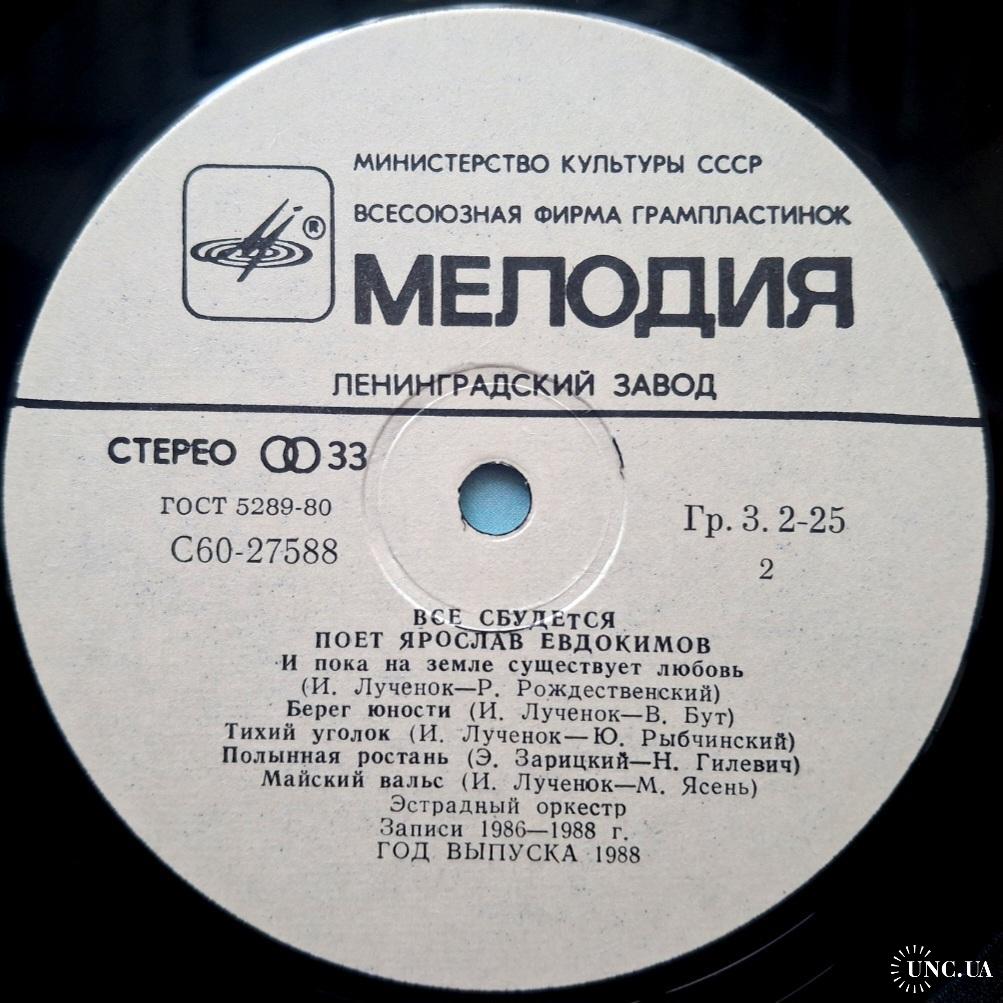 МИНИСТЕРСТВО КУЛЬТУРЫ СССР
ВСЕСОЮЗНАЯ ФИРМА ГРАМПЛАСТИНОК
®
МЕЛОДИЯ
ЛЕНИНГРАДСКИЙ ЗАВОД
СТЕРЕО 33
ГОСТ 5289-80
С60-27588
Гр. 3. 2-25
2
ВСЕ СБУДЕТСЯ
ПОЕТ ЯРОСЛАВ ЕВДОКИМОВ
И пока на земле существует любовь
(И. Лученок—Р. Рождественский)
Берег юности (И. Лученок—В. Бут)
Тихий уголок (И. Лученок—Ю. Рыбчинский)
Полынная ростань (Э. Зарицкий—Н. Гилевич)
Майский вальс (И. Лученок—М. Ясень)
Эстрадный оркестр
Записи 1986—1988 г.
ГОД ВЫПУСКА 1988
UNC.UA